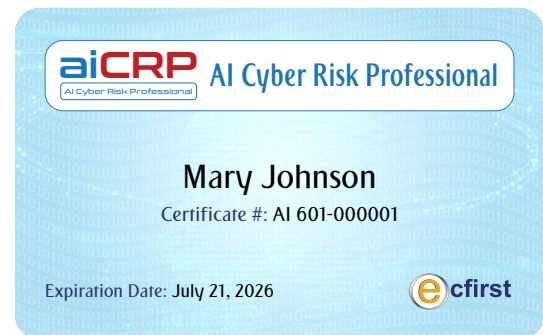 aiCRP
AI Cyber Risk Professional
AI Cyber Risk Professional
Mary Johnson
Certificate #: AI 601-000001
Expiration Date: July 21, 2026
ecfirst